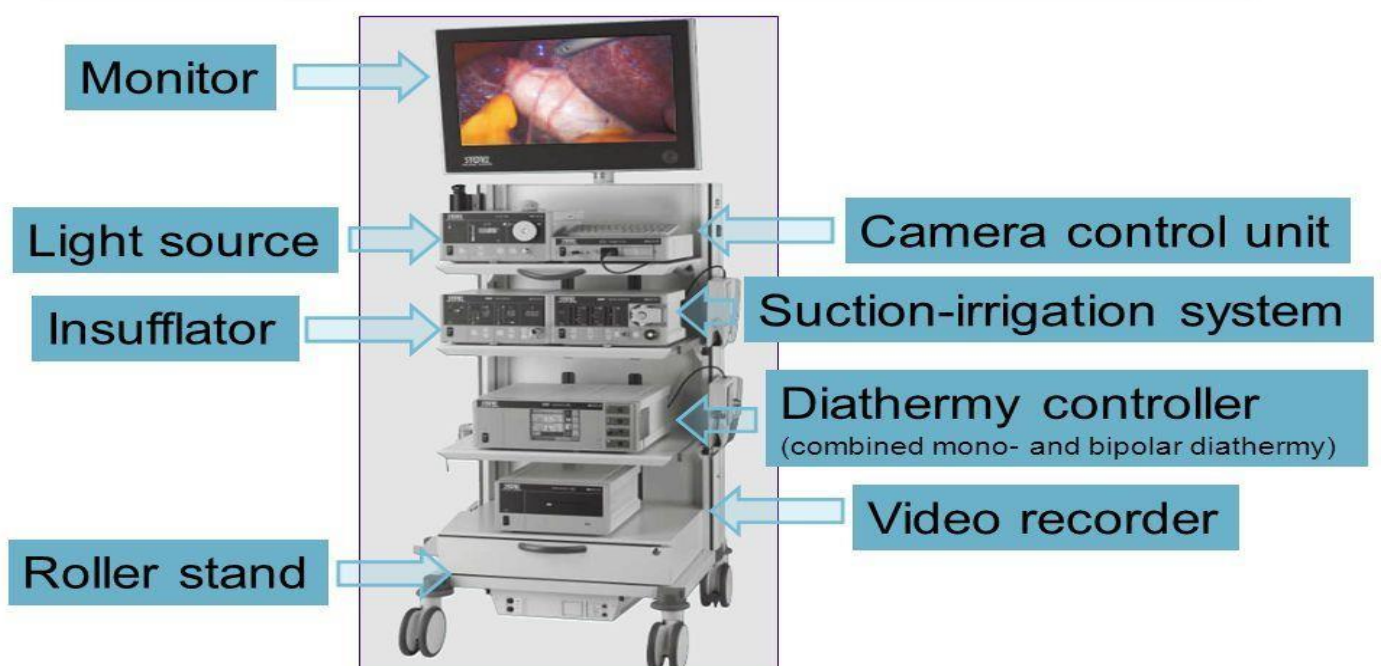 Monitor
STORZ
Light source
Camera control unit
Insufflator
Suction-irrigation system
Diathermy controller
(combined mono- and bipolar diathermy)
Video recorder
Roller stand